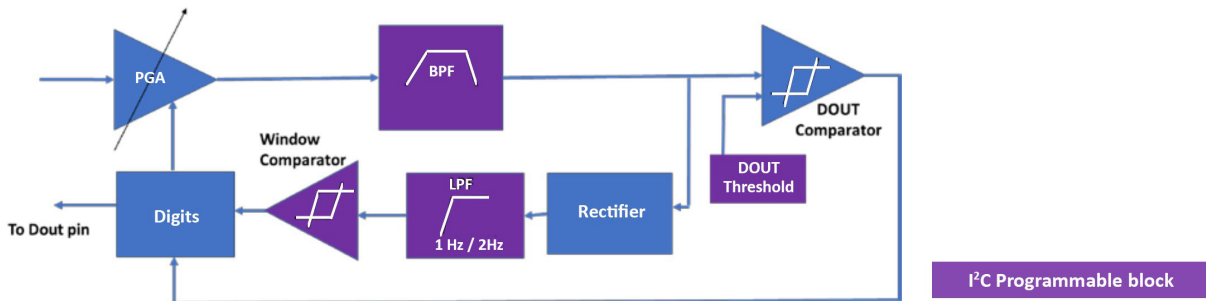 PGA
BPF
DOUT
Comparator
Window
Comparator
DOUT
Threshold
LPF
1 Hz / 2Hz
Rectifier
Digits
To Dout pin
I²C Programmable block